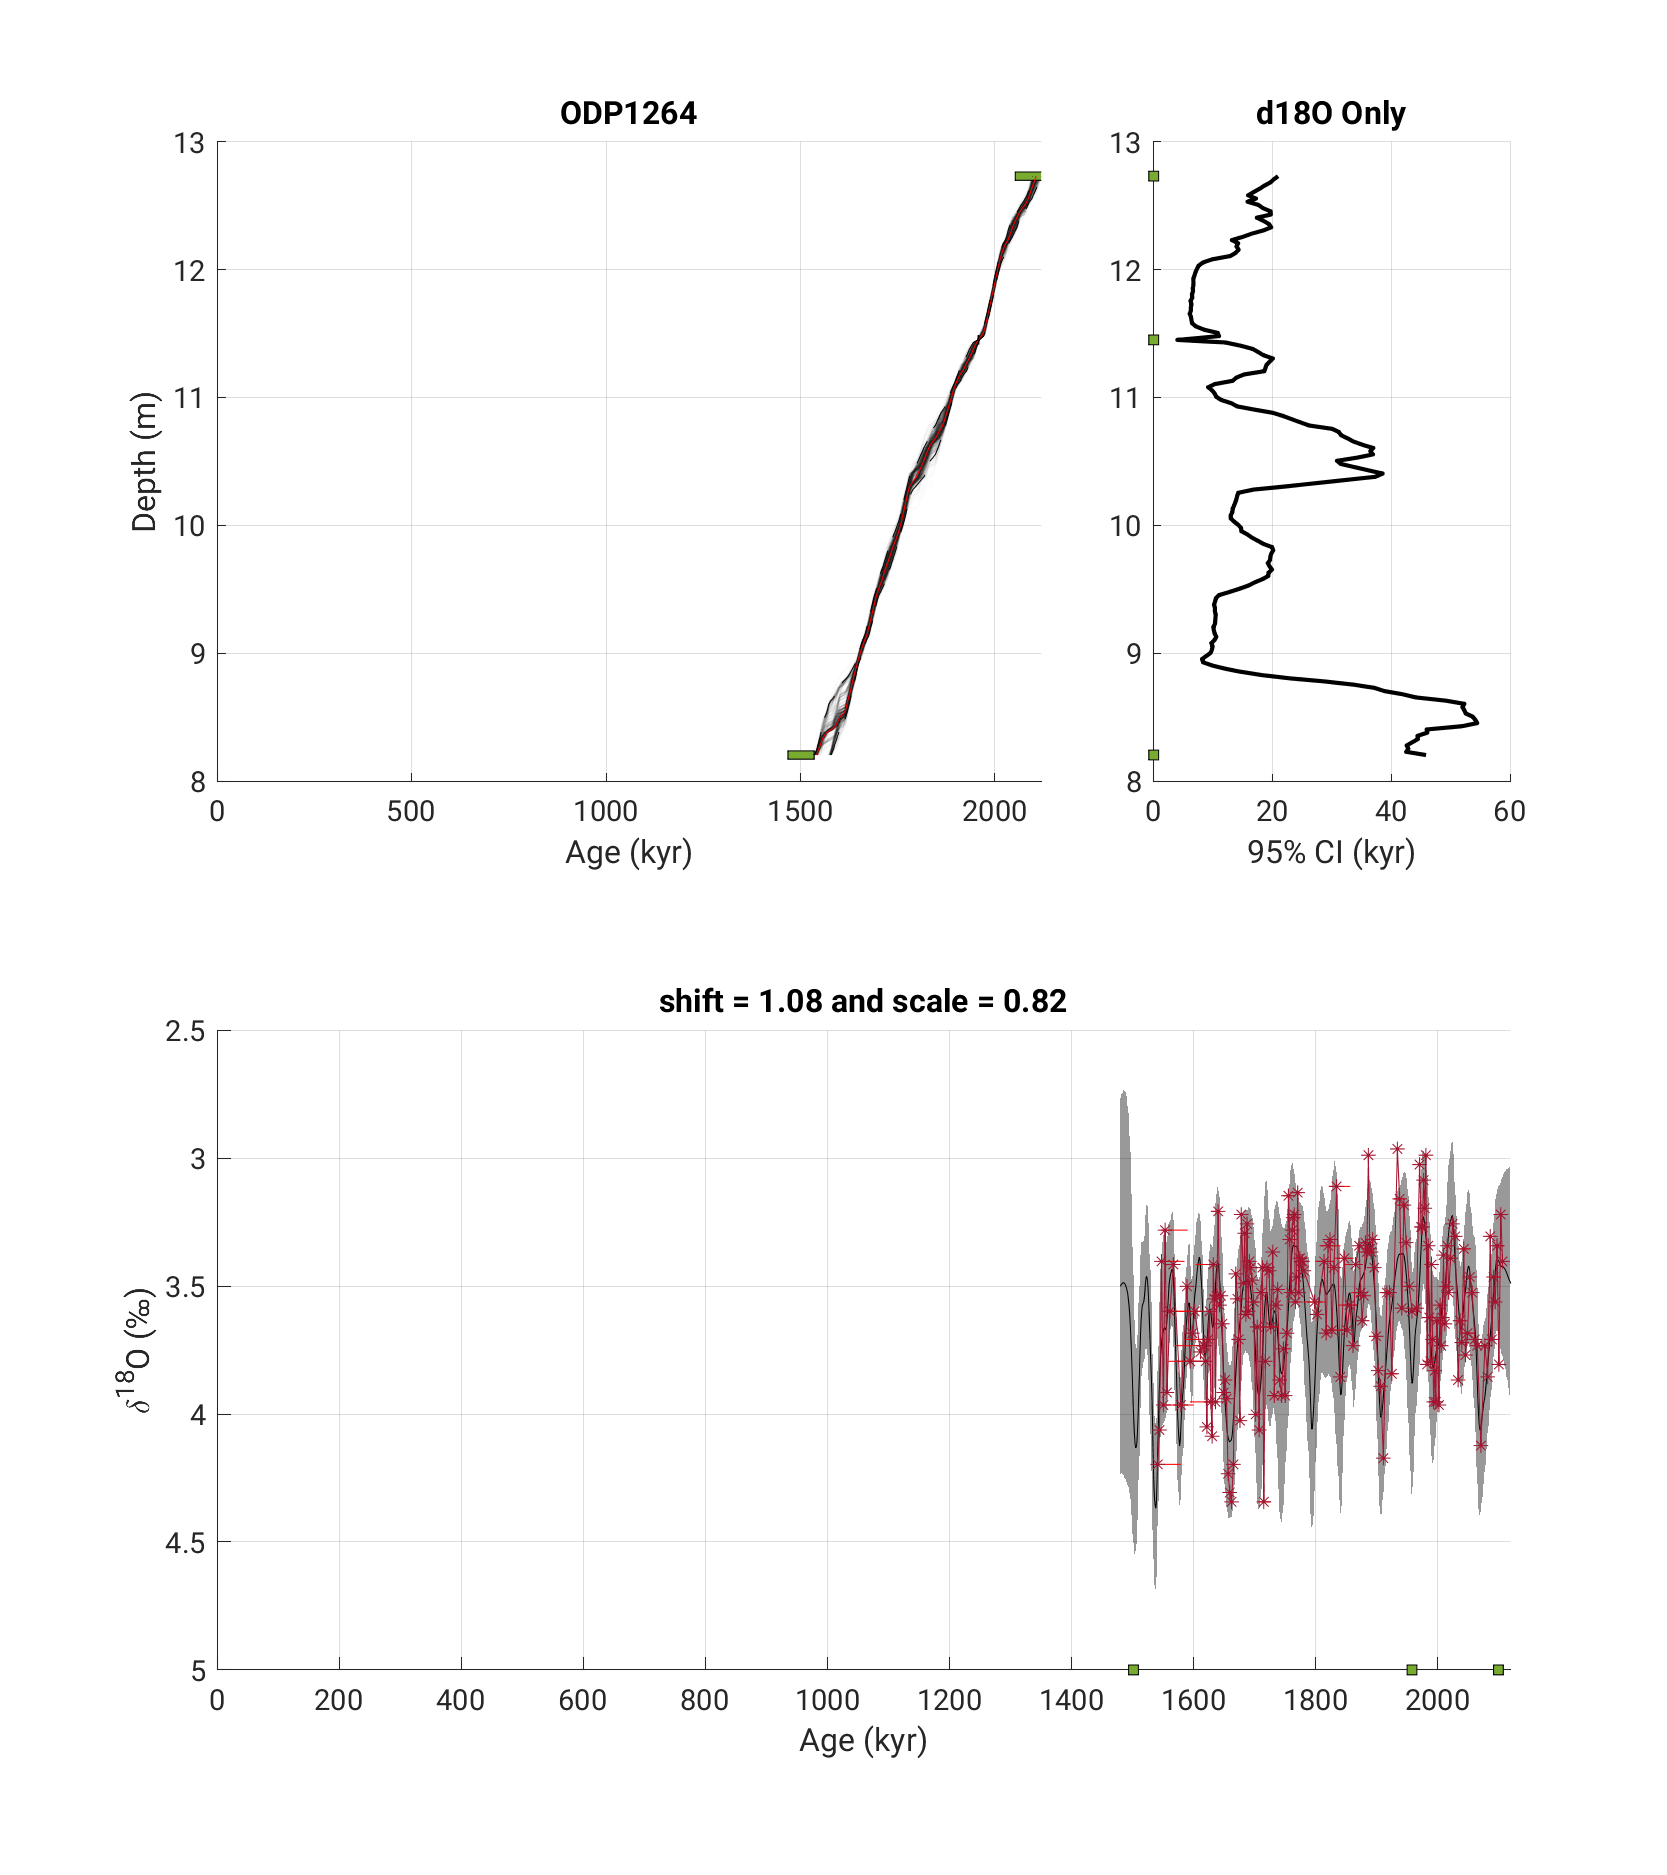 ODP1264
13
12
11
10
9
8
Depth (m)
0 500 1000 1500 2000
Age (kyr)
d18O Only
13
12
11
10
9
8
0 20 40 60
95% CI (kyr)
shift = 1.08 and scale = 0.82
2.5
3
3.5
4
4.5
5
δ¹⁸O (‰)
0 200 400 600 800 1000 1200 1400 1600 1800 2000
Age (kyr)